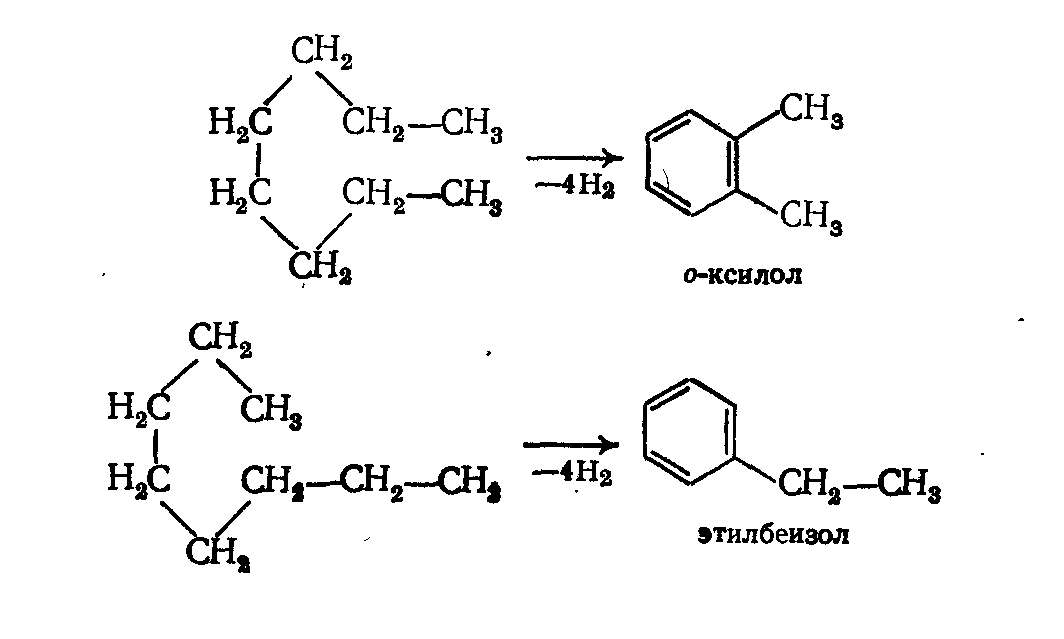 CH₂
H₂C CH₂—CH₃ CH₃
H₂C CH₂—CH₃ —4H₂ CH₃
CH₂
о-ксилол
CH₂
H₂C CH₃
H₂C CH₂—CH₂—CH₃ —4H₂ CH₂—CH₃
CH₂
этилбеизол